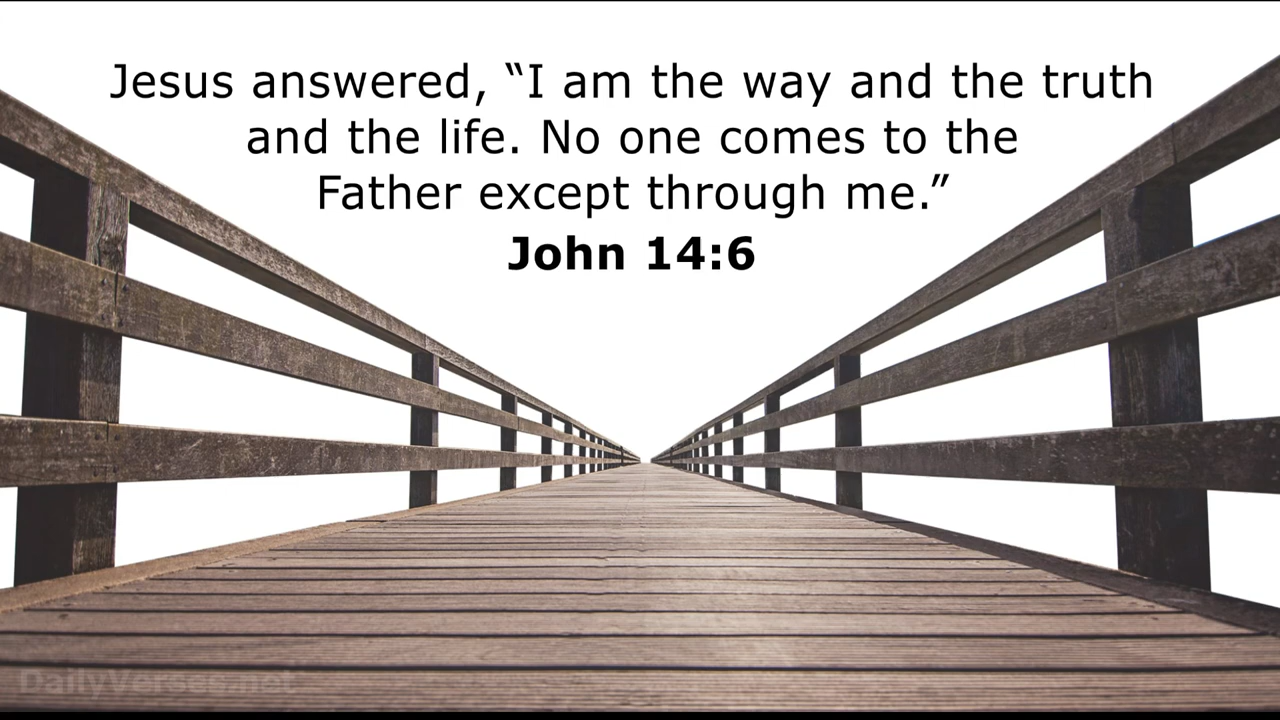 Jesus answered, “I am the way and the truth
and the life. No one comes to the
Father except through me.”
John 14:6
DailyVerses.net